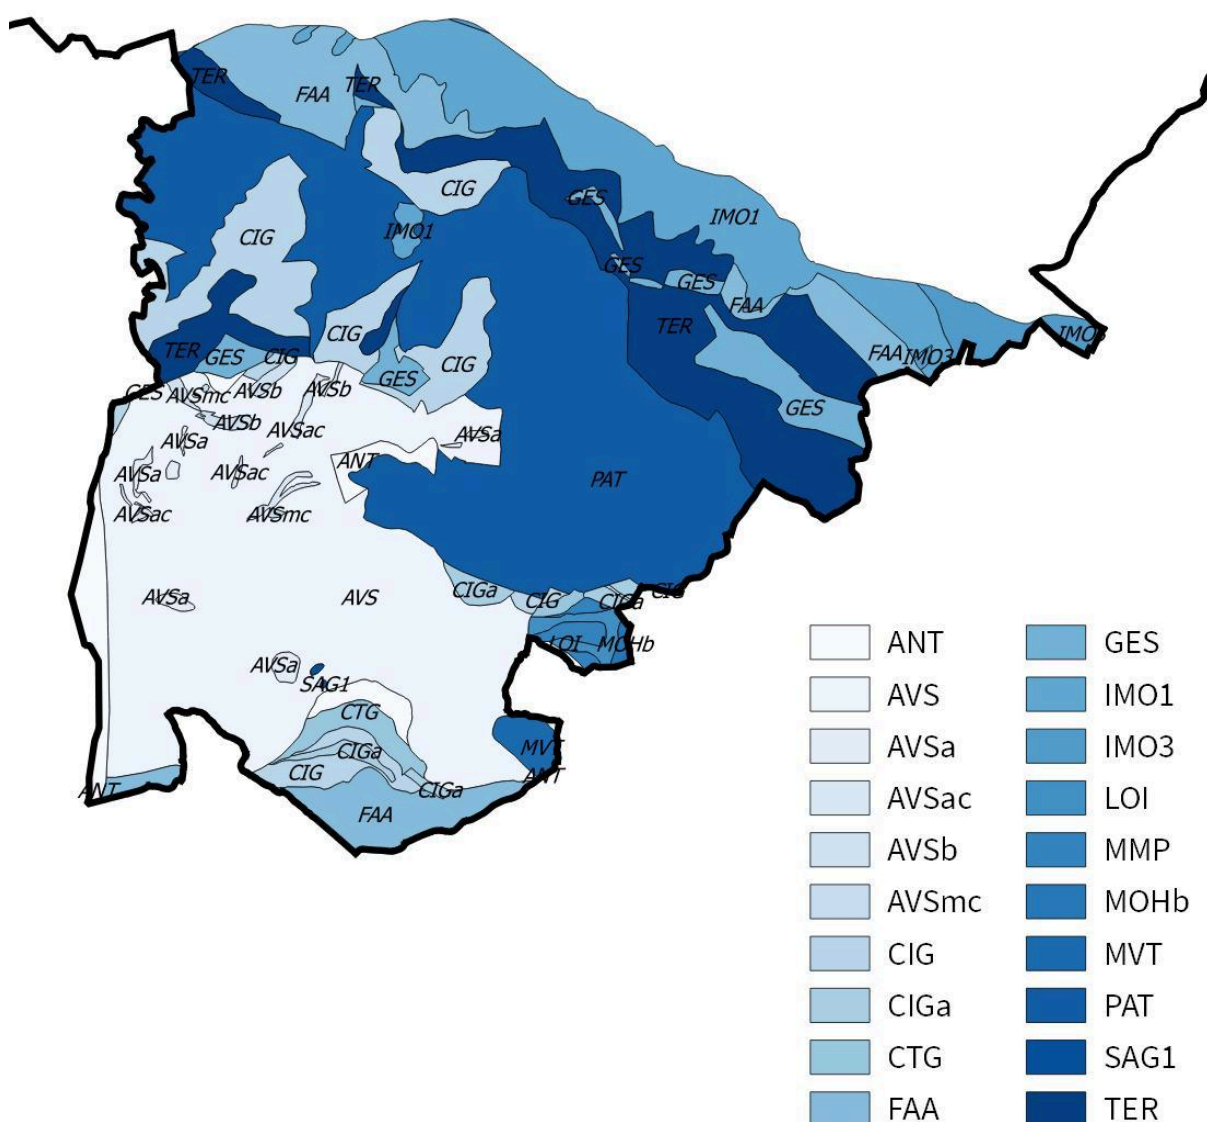 TER
FAA
TER
CIG
GES
IMO1
CIG
IMO1
GES
GES
FAA
TER
CIG
IMO3
TER
GES
CIG
FAA
IMO3
CIG
GES
GES
AVSmc
AVSb
AVSb
GES
AVSb
AVSac
AVSa
AVSa
ANT
AVSa
AVSac
PAT
AVSac
AVSmc
AVSa
AVS
CIGa
CIG
CIGa
CIG
LOI
MOHb
AVSa
SAG1
CTG
CIGa
MVT
CIG
ANT
CIGa
ANT
FAA
ANT
AVS
AVSa
AVSac
AVSb
AVSmc
CIG
CIGa
CTG
FAA
GES
IMO1
IMO3
LOI
MMP
MOHb
MVT
PAT
SAG1
TER